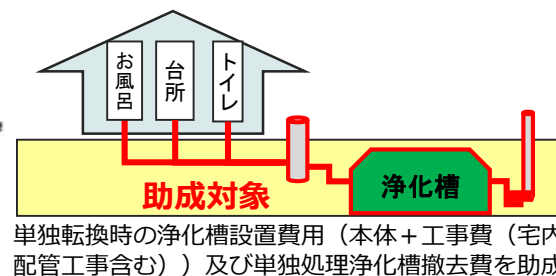 お風呂
台所
トイレ
助成対象
浄化槽
単独転換時の浄化槽設置費用（本体＋工事費（宅内
配管工事含む））及び単独処理浄化槽撤去費を助成